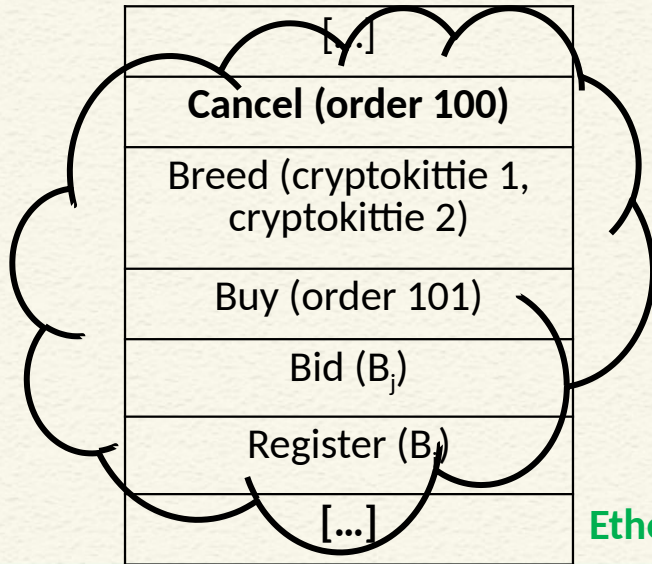 [...]
Cancel (order 100)
Breed (cryptokittie 1,
cryptokittie 2)
Buy (order 101)
Bid (Bj)
Register (Bj)
[...]